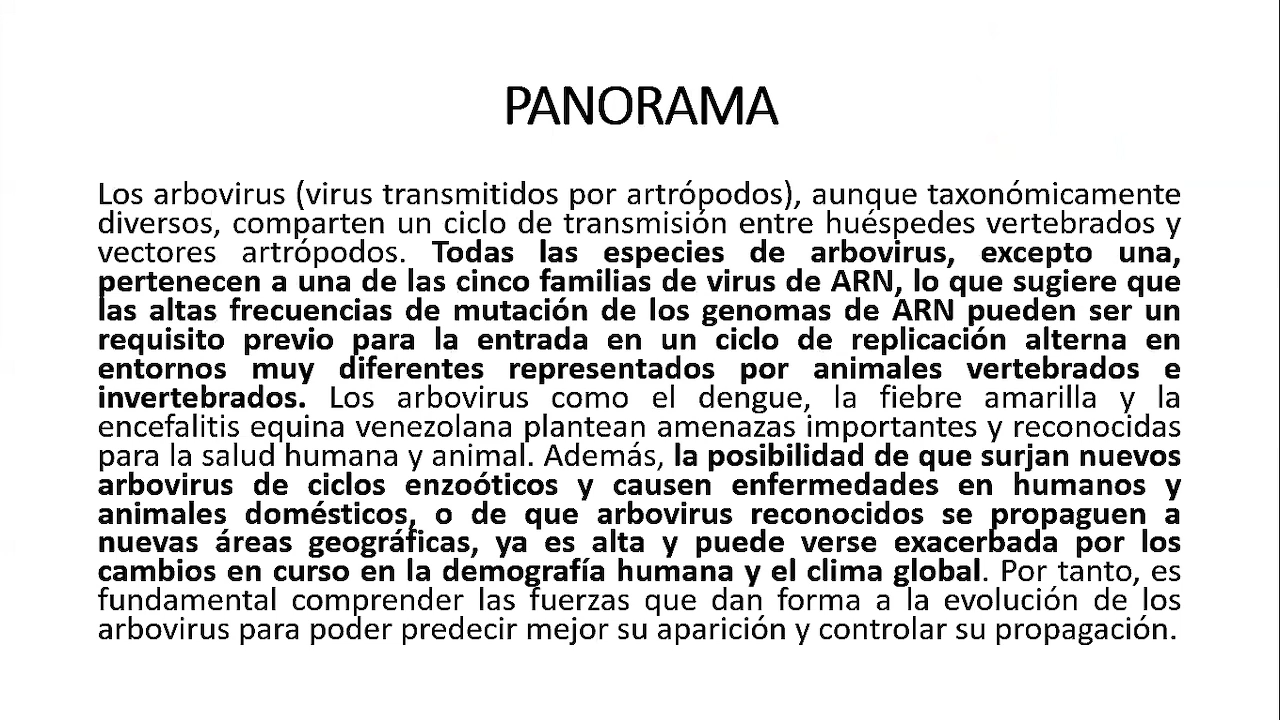 PANORAMA
Los arbovirus (virus transmitidos por artrópodos), aunque taxonómicamente
diversos, comparten un ciclo de transmisión entre huéspedes vertebrados y
vectores artrópodos. Todas las especies de arbovirus, excepto una,
pertenecen a una de las cinco familias de virus de ARN, lo que sugiere que
las altas frecuencias de mutación de los genomas de ARN pueden ser un
requisito previo para la entrada en un ciclo de replicación alterna en
entornos muy diferentes representados por animales vertebrados e
invertebrados. Los arbovirus como el dengue, la fiebre amarilla y la
encefalitis equina venezolana plantean amenazas importantes y reconocidas
para la salud humana y animal. Además, la posibilidad de que surjan nuevos
arbovirus de ciclos enzoóticos y causen enfermedades en humanos y
animales domésticos, o de que arbovirus reconocidos se propaguen a
nuevas áreas geográficas, ya es alta y puede verse exacerbada por los
cambios en curso en la demografía humana y el clima global. Por tanto, es
fundamental comprender las fuerzas que dan forma a la evolución de los
arbovirus para poder predecir mejor su aparición y controlar su propagación.